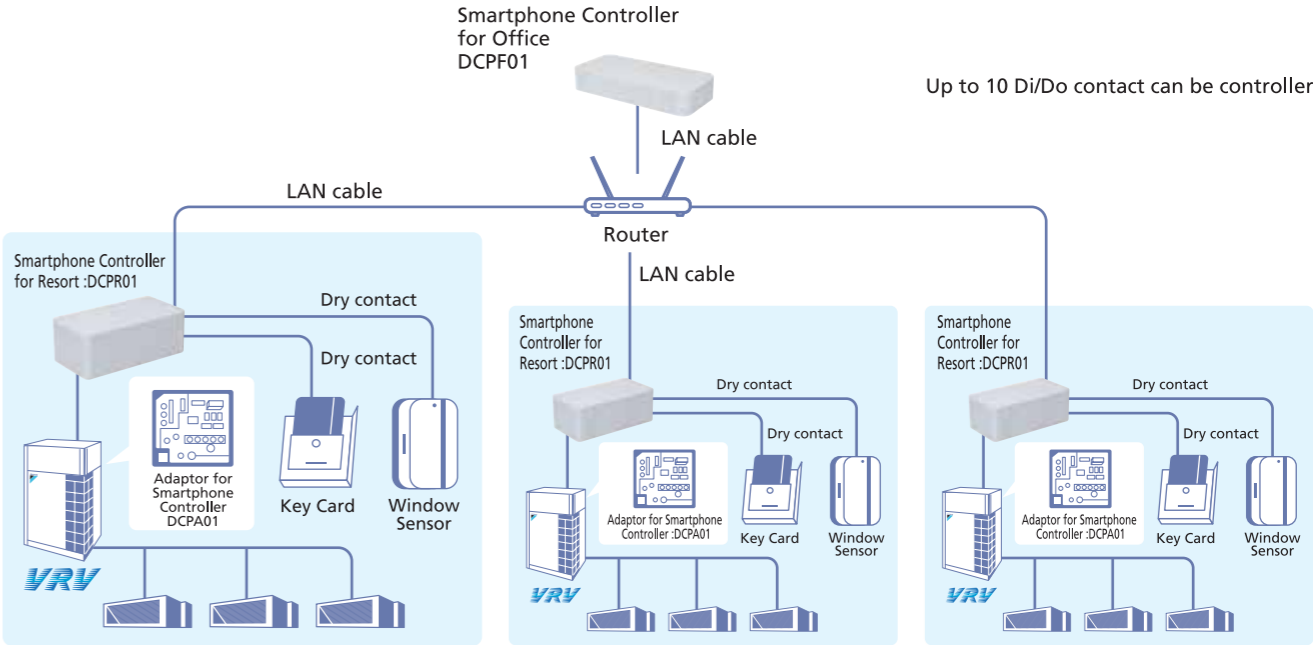 Smartphone Controller
for Office
DCPF01
Up to 10 Di/Do contact can be controller
LAN cable
LAN cable
Router
LAN cable
Smartphone Controller
for Resort :DCPR01
Dry contact
Dry contact
Adaptor for
Smartphone
Controller
DCPA01
Key Card
Window
Sensor
VRV
Smartphone
Controller for
Resort :DCPR01
Dry contact
Dry contact
Adaptor for Smartphone
Controller :DCPA01
Key Card
Window
Sensor
VRV
Smartphone
Controller for
Resort :DCPR01
Dry contact
Dry contact
Adaptor for Smartphone
Controller :DCPA01
Key Card
Window
Sensor
VRV